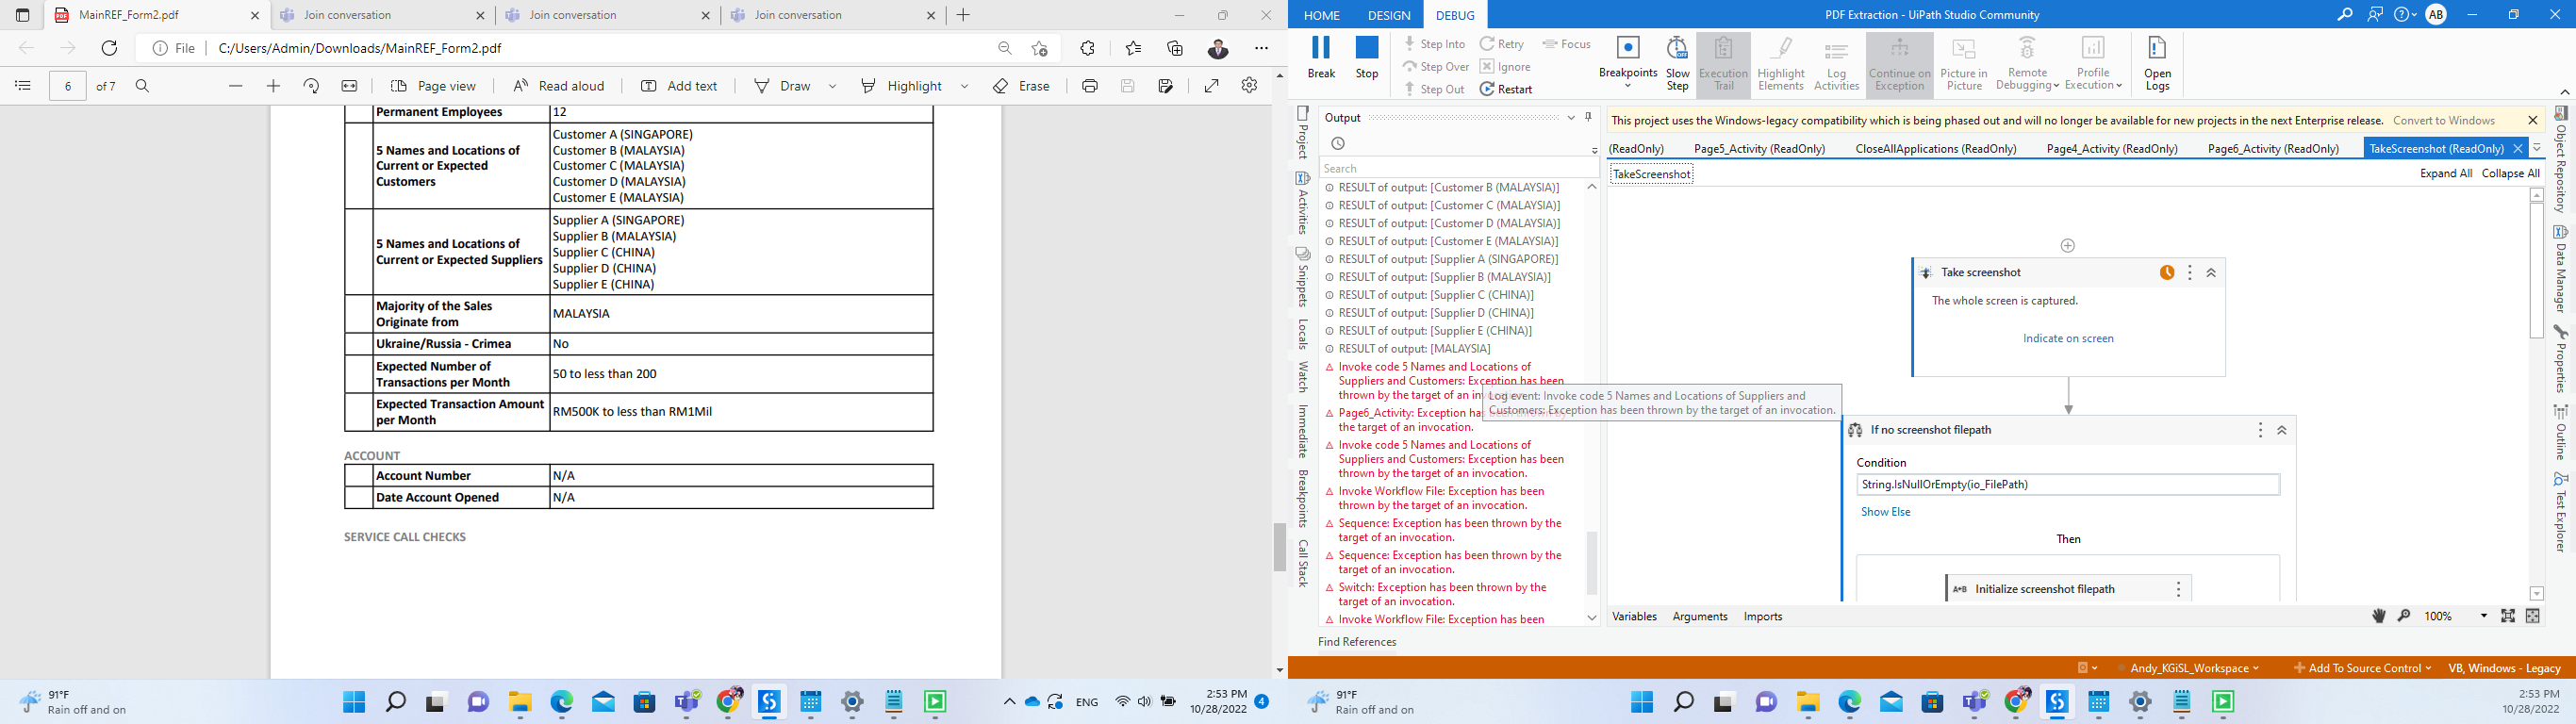 MainREF_Form2.pdf
Join conversation
Join conversation
Join conversation
File
C:/Users/Admin/Downloads/MainREF_Form2.pdf
6 of 7
Page view
Read aloud
Add text
Draw
Highlight
Erase
Permanent Employees 12
5 Names and Locations of
Current or Expected
Customers
Customer A (SINGAPORE)
Customer B (MALAYSIA)
Customer C (MALAYSIA)
Customer D (MALAYSIA)
Customer E (MALAYSIA)
5 Names and Locations of
Current or Expected Suppliers
Supplier A (SINGAPORE)
Supplier B (MALAYSIA)
Supplier C (CHINA)
Supplier D (CHINA)
Supplier E (CHINA)
Majority of the Sales
Originate from
MALAYSIA
Ukraine/Russia - Crimea No
Expected Number of
Transactions per Month
50 to less than 200
Expected Transaction Amount
per Month
RM500K to less than RM1Mil
ACCOUNT
Account Number N/A
Date Account Opened N/A
SERVICE CALL CHECKS
91°F
Rain off and on
ENG
2:53 PM
10/28/2022
4
HOME DESIGN DEBUG
PDF Extraction - UiPath Studio Community
AB
Break
Stop
Step Into
Step Over
Step Out
Retry
Ignore
Restart
Focus
Breakpoints
Slow
Step
Execution
Trail
Highlight
Elements
Log
Activities
Continue on
Exception
Picture in
Picture
Remote
Debugging
Profile
Execution
Open
Logs
Project
Activities
Snippets
Locals
Watch
Immediate
Breakpoints
Call Stack
Output
Search
RESULT of output: [Customer B (MALAYSIA)]
RESULT of output: [Customer C (MALAYSIA)]
RESULT of output: [Customer D (MALAYSIA)]
RESULT of output: [Customer E (MALAYSIA)]
RESULT of output: [Supplier A (SINGAPORE)]
RESULT of output: [Supplier B (MALAYSIA)]
RESULT of output: [Supplier C (CHINA)]
RESULT of output: [Supplier D (CHINA)]
RESULT of output: [Supplier E (CHINA)]
RESULT of output: [MALAYSIA]
Invoke code 5 Names and Locations of
Suppliers and Customers: Exception has been
thrown by the target of an
Log event: Invoke code 5 Names and Locations of Suppliers and
Customers: Exception has been thrown by the target of an invocation.
Page6_Activity: Exception has
the target of an invocation.
Invoke code 5 Names and Locations of
Suppliers and Customers: Exception has been
thrown by the target of an invocation.
Invoke Workflow File: Exception has been
thrown by the target of an invocation.
Sequence: Exception has been thrown by the
target of an invocation.
Sequence: Exception has been thrown by the
target of an invocation.
Switch: Exception has been thrown by the
target of an invocation.
Invoke Workflow File: Exception has been
Find References
This project uses the Windows-legacy compatibility which is being phased out and will no longer be available for new projects in the next Enterprise release. Convert to Windows
(ReadOnly)
Page5_Activity (ReadOnly)
CloseAllApplications (ReadOnly)
Page4_Activity (ReadOnly)
Page6_Activity (ReadOnly)
TakeScreenshot (ReadOnly)
TakeScreenshot
Expand All Collapse All
Take screenshot
The whole screen is captured.
Indicate on screen
If no screenshot filepath
Condition
String.IsNullOrEmpty(io_FilePath)
Show Else
Then
A+B Initialize screenshot filepath
Variables Arguments Imports
100%
Object Repository
Data Manager
Properties
Outline
Test Explorer
Andy_KGiSL_Workspace
Add To Source Control
VB, Windows - Legacy
91°F
Rain off and on
2:53 PM
10/28/2022